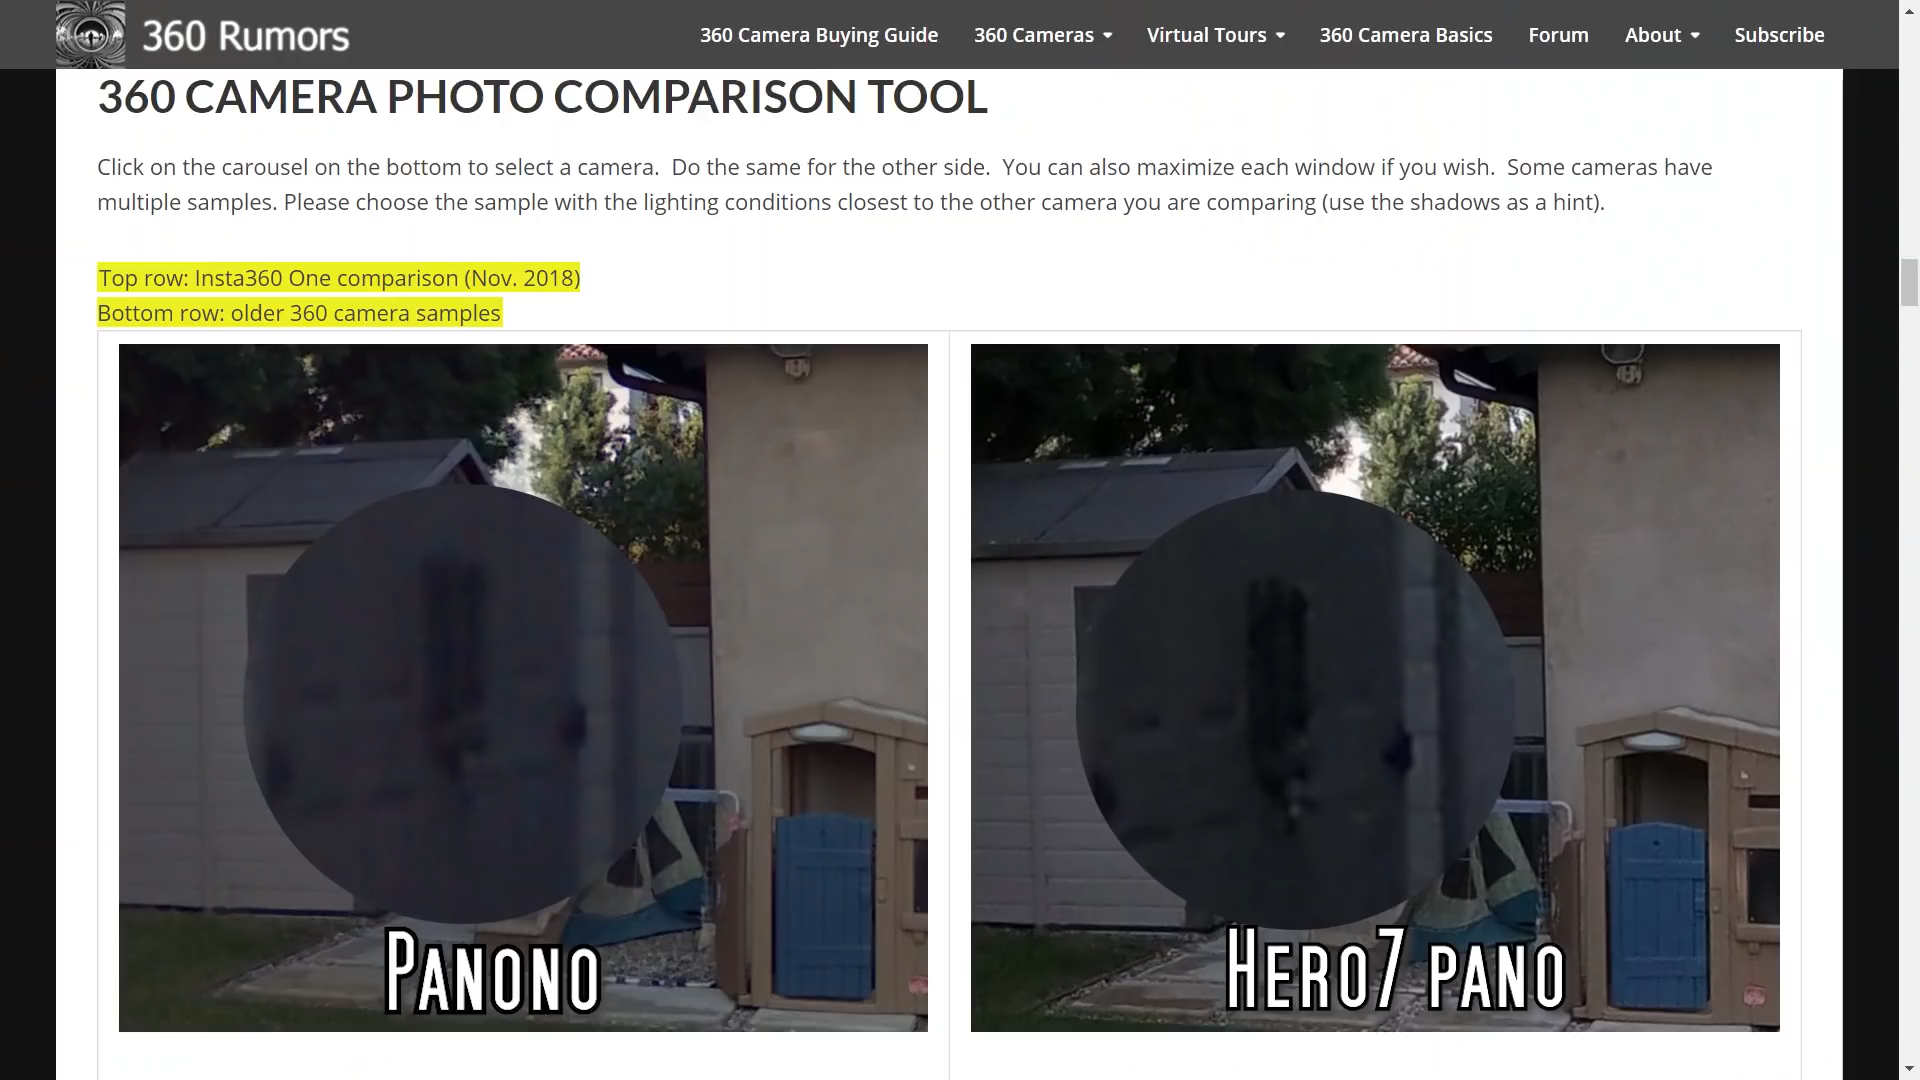 360 Rumors
360 Camera Buying Guide 360 Cameras Virtual Tours 360 Camera Basics Forum About Subscribe
360 CAMERA PHOTO COMPARISON TOOL
Click on the carousel on the bottom to select a camera. Do the same for the other side. You can also maximize each window if you wish. Some cameras have
multiple samples. Please choose the sample with the lighting conditions closest to the other camera you are comparing (use the shadows as a hint).
Top row: Insta360 One comparison (Nov. 2018)
Bottom row: older 360 camera samples
PANONO
HERO7 PANO